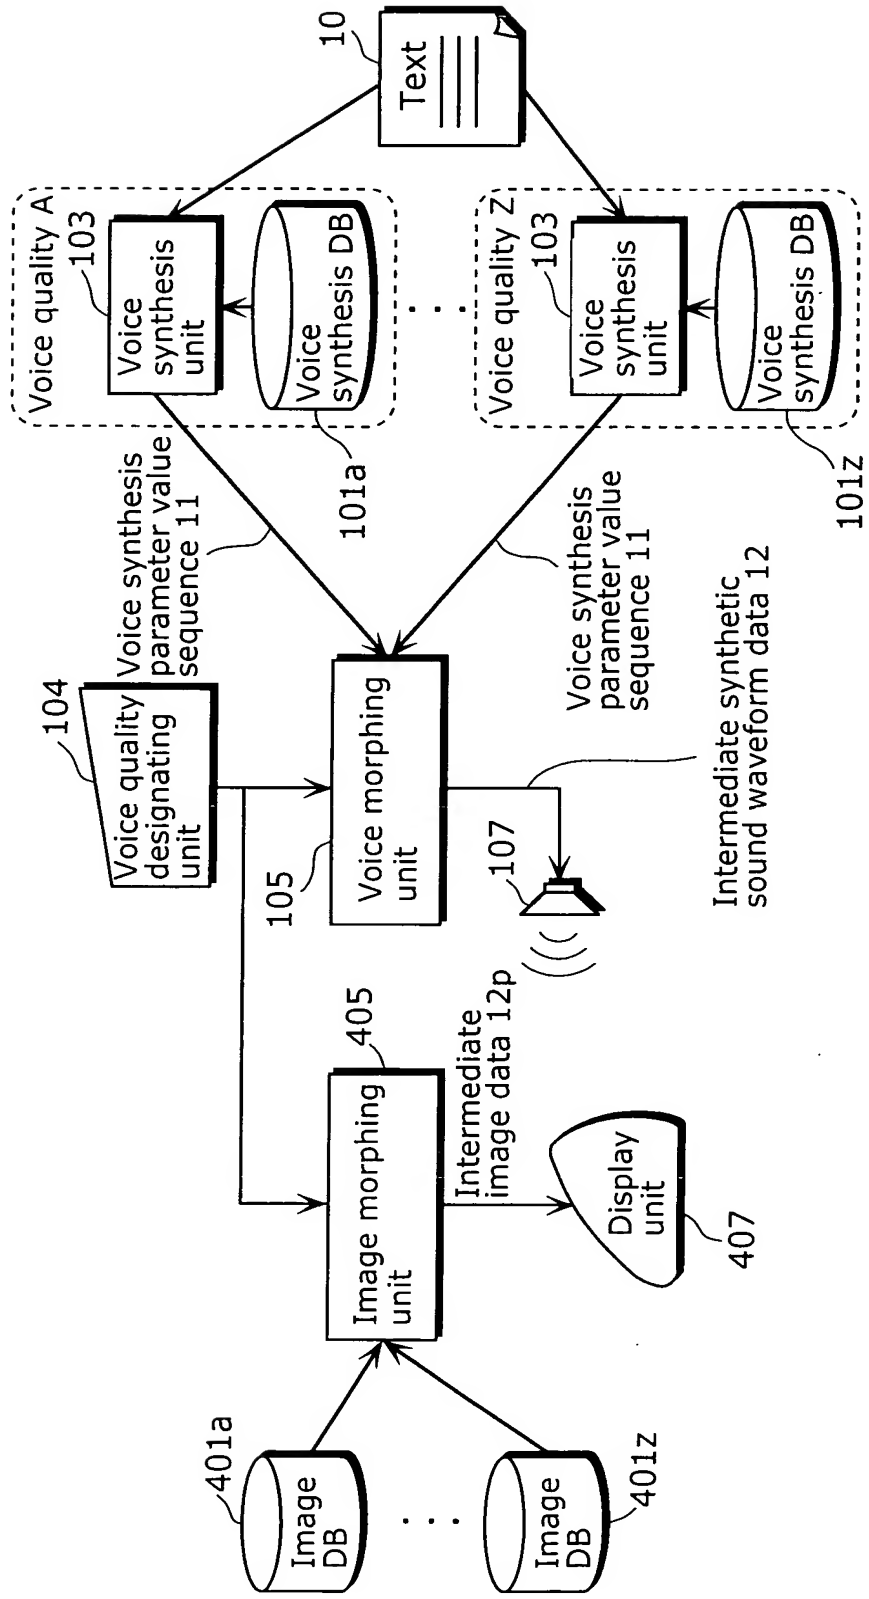 401a
Image
DB
. . .
Image
DB
401z
Image morphing
unit
405
Intermediate
image data 12p
Display
unit
407
104
Voice quality
designating
unit
105
Voice morphing
unit
107
Intermediate synthetic
sound waveform data 12
Voice synthesis
parameter value
sequence 11
Voice synthesis
parameter value
sequence 11
Voice quality A
103
Voice
synthesis
unit
Voice
synthesis DB
101a
. . .
Voice quality Z
103
Voice
synthesis
unit
Voice
synthesis DB
101z
10
Text